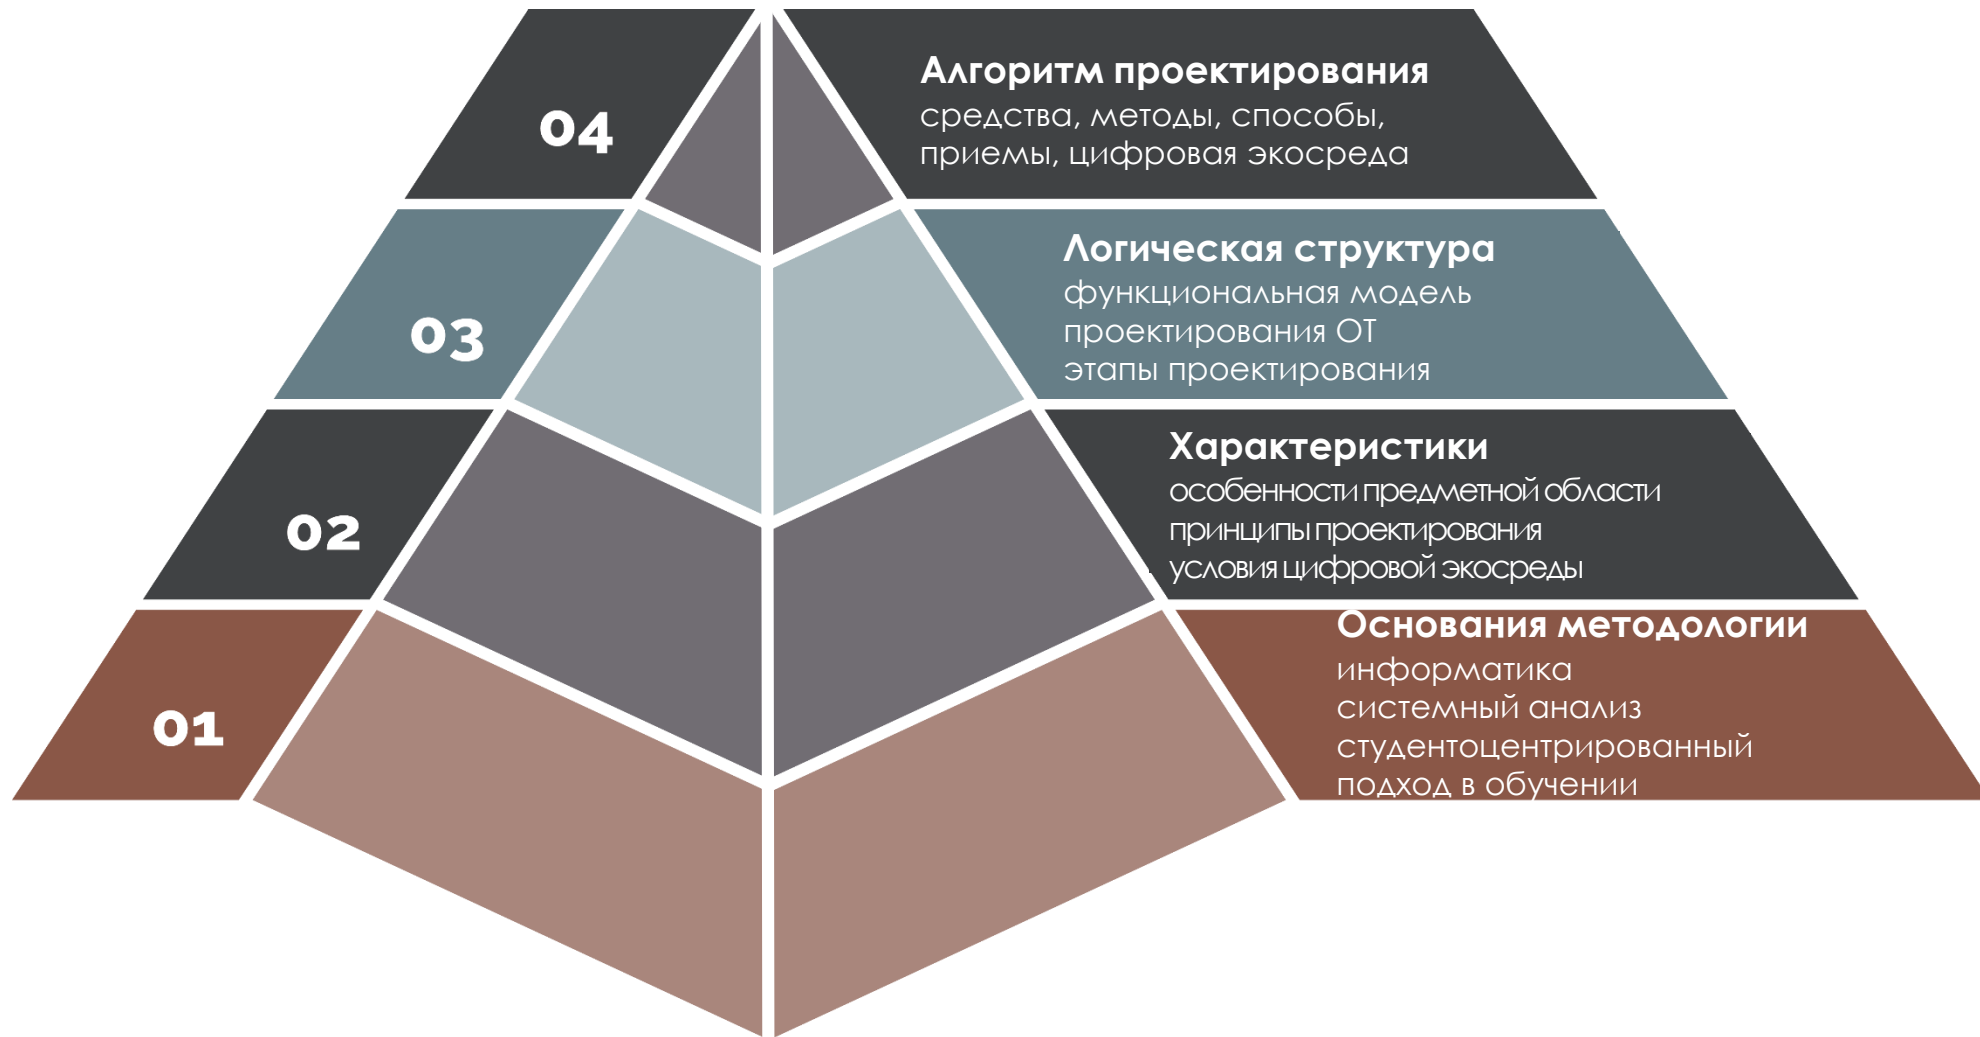 04
Алгоритм проектирования
средства, методы, способы,
приемы, цифровая экосреда
03
Логическая структура
функциональная модель
проектирования ОТ
этапы проектирования
02
Характеристики
особенности предметной области
принципы проектирования
условия цифровой экосреды
01
Основания методологии
информатика
системный анализ
студентоцентрированный
подход в обучении